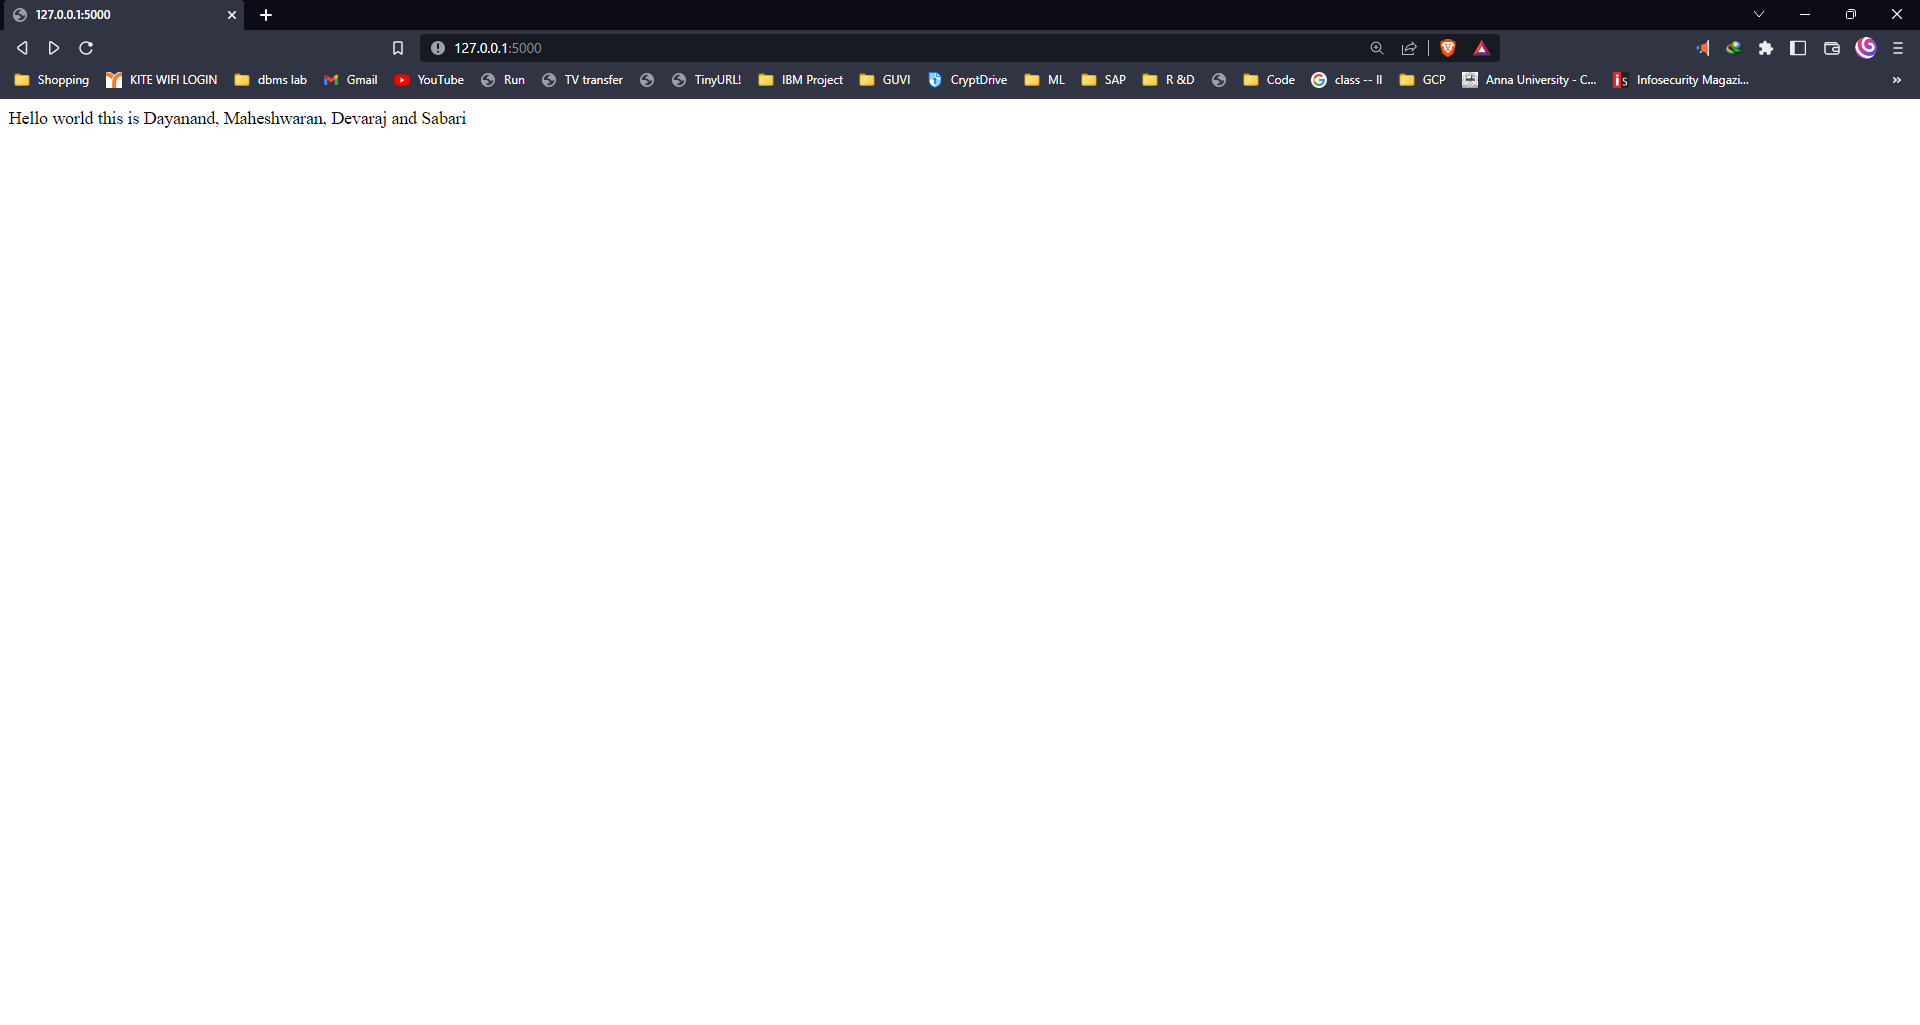 127.0.0.1:5000
127.0.0.1:5000
Shopping KITE WIFI LOGIN dbms lab Gmail YouTube Run TV transfer TinyURL! IBM Project GUVI CryptDrive ML SAP R &D Code class -- II GCP Anna University - C... is Infosecurity Magazi... »
Hello world this is Dayanand, Maheshwaran, Devaraj and Sabari